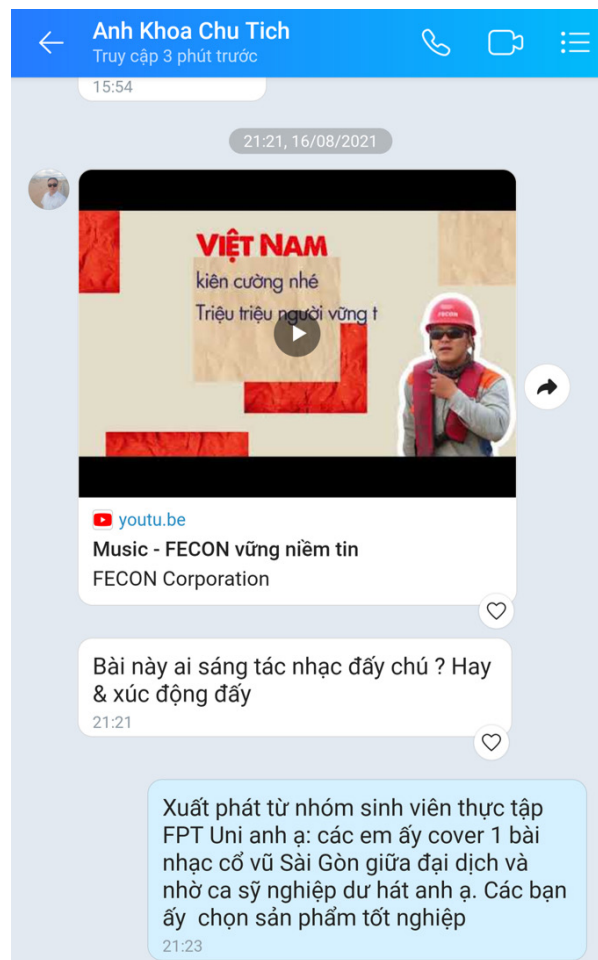 Anh Khoa Chu Tich
Truy cập 3 phút trước
15:54
21:21, 16/08/2021
VIỆT NAM
kiên cường nhé
Triệu triệu người vững t
FECON
youtu.be
Music - FECON vững niềm tin
FECON Corporation
Bài này ai sáng tác nhạc đấy chú ? Hay
& xúc động đấy
21:21
Xuất phát từ nhóm sinh viên thực tập
FPT Uni anh ạ: các em ấy cover 1 bài
nhạc cổ vũ Sài Gòn giữa đại dịch và
nhờ ca sỹ nghiệp dư hát anh ạ. Các bạn
ấy  chọn sản phẩm tốt nghiệp
21:23